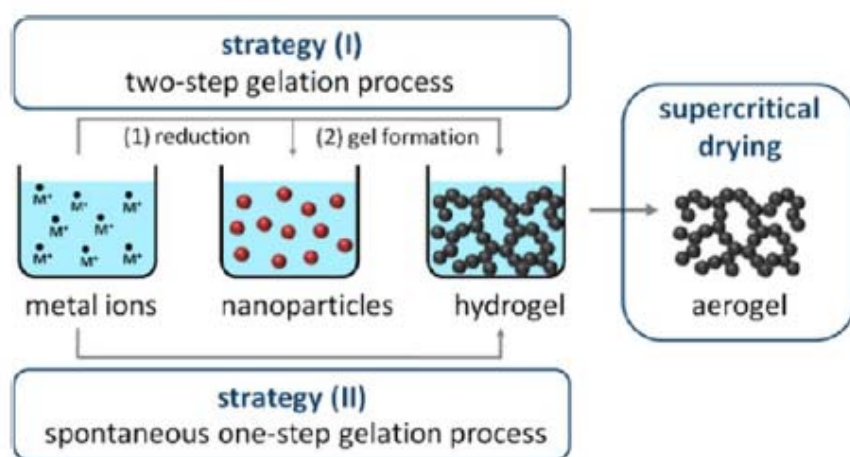 strategy (I)
two-step gelation process
supercritical
drying
(1) reduction
(2) gel formation
M⁺
M⁺
M⁺
M⁺
M⁺
M⁺
M⁺
M⁺
metal ions
nanoparticles
hydrogel
aerogel
strategy (II)
spontaneous one-step gelation process